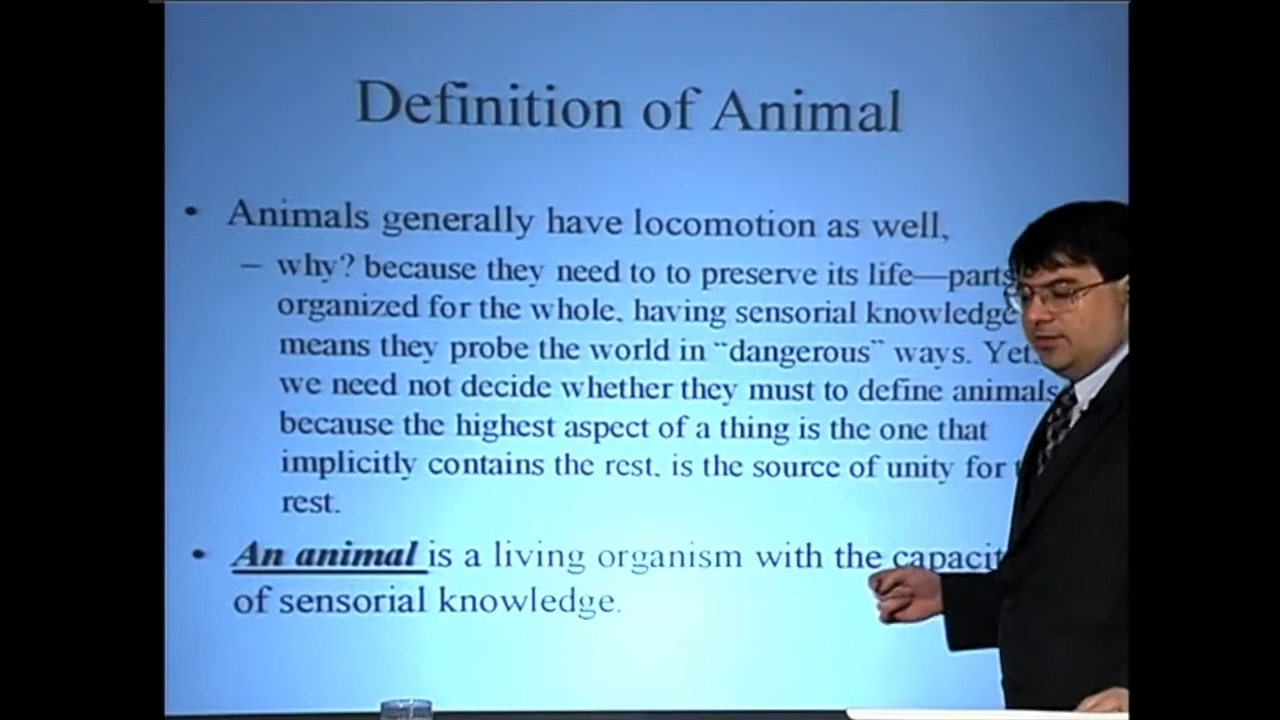 Definition of Animal
• Animals generally have locomotion as well,
– why? because they need to to preserve its life—parts
organized for the whole, having sensorial knowledge
means they probe the world in “dangerous” ways. Yet
we need not decide whether they must to define animals
because the highest aspect of a thing is the one that
implicitly contains the rest, is the source of unity for
rest.
• An animal is a living organism with the
of sensorial knowledge.